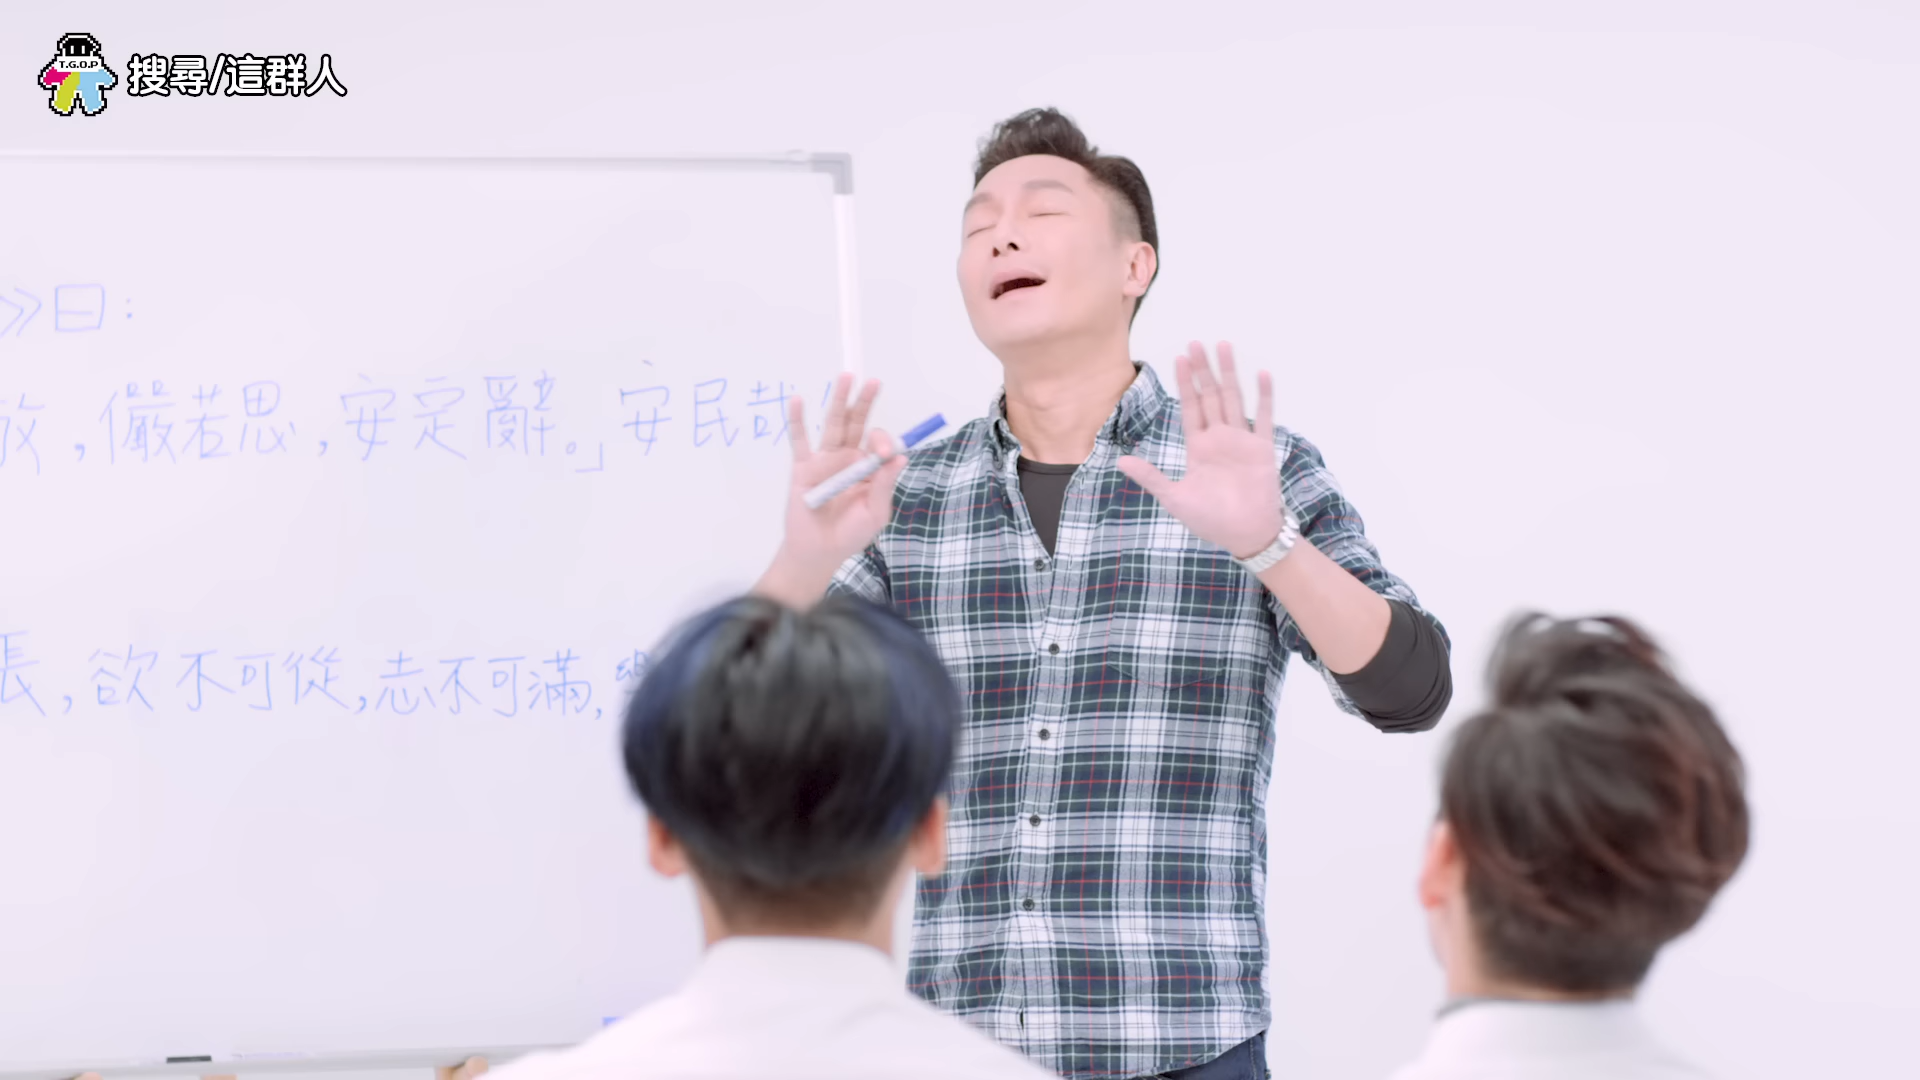 T.G.O.P 搜尋/這群人
》曰：
放，儼若思，安定辭。」安民哉！
長，欲不可從，志不可滿，